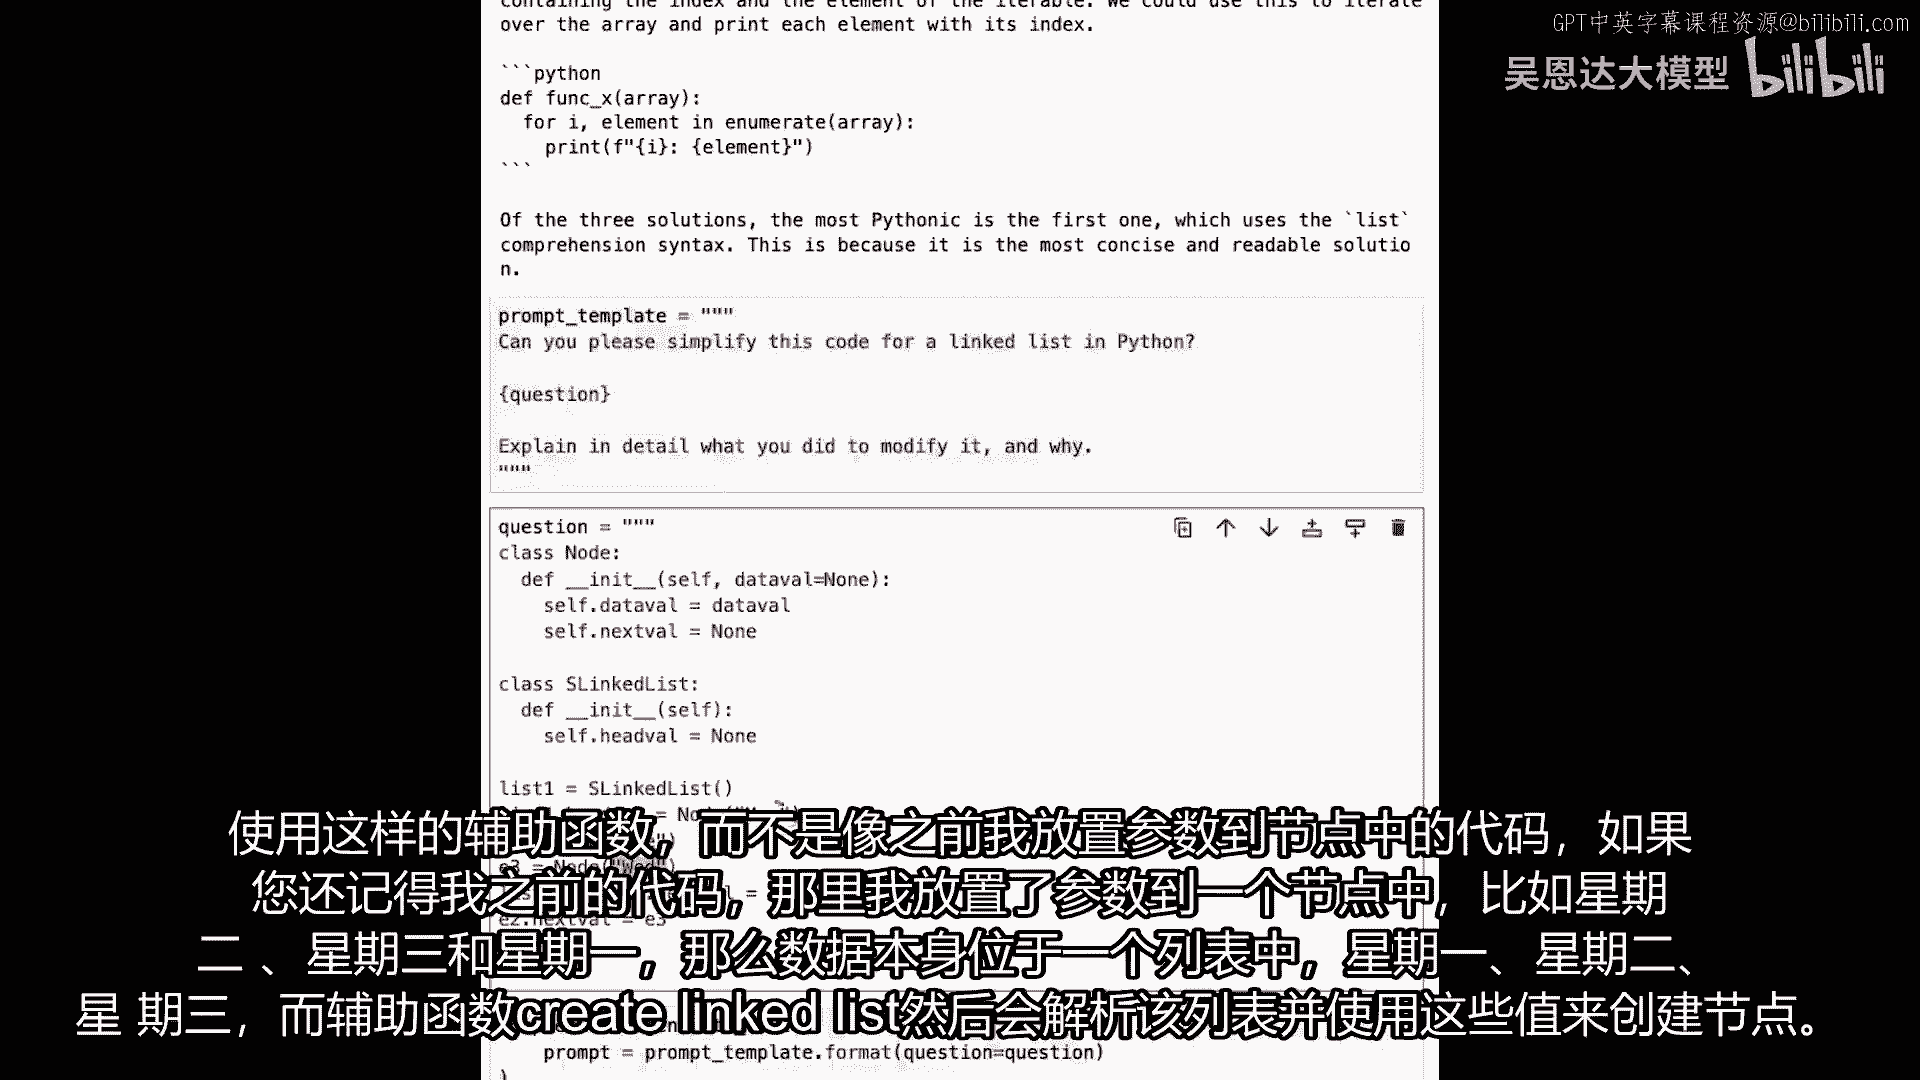 containing the index and the element of the iterable. We could use this to iterate
over the array and print each element with its index.
```python
def func_x(array):
  for i, element in enumerate(array):
    print(f"{i}: {element}")
```
Of the three solutions, the most Pythonic is the first one, which uses the `list`
comprehension syntax. This is because it is the most concise and readable solutio
n.
prompt_template = """
Can you please simplify this code for a linked list in Python?
{question}
Explain in detail what you did to modify it, and why.
"""
question = """
class Node:
  def __init__(self, dataval=None):
    self.dataval = dataval
    self.nextval = None
class SLinkedList:
  def __init__(self):
    self.headval = None
list1 = SLinkedList()
e3 = Node("Wed")
e2.nextval = e3
prompt = prompt_template.format(question=question)
)
GPT中英字幕课程资源@bilibili.com
吴恩达大模型 bilibili
使用这样的辅助函数，而不是像之前我放置参数到节点中的代码，如果
您还记得我之前的代码，那里我放置了参数到一个节点中，比如星期
二 、星期三和星期一，那么数据本身位于一个列表中，星期一、星期二、
星 期三，而辅助函数create linked list然后会解析该列表并使用这些值来创建节点。